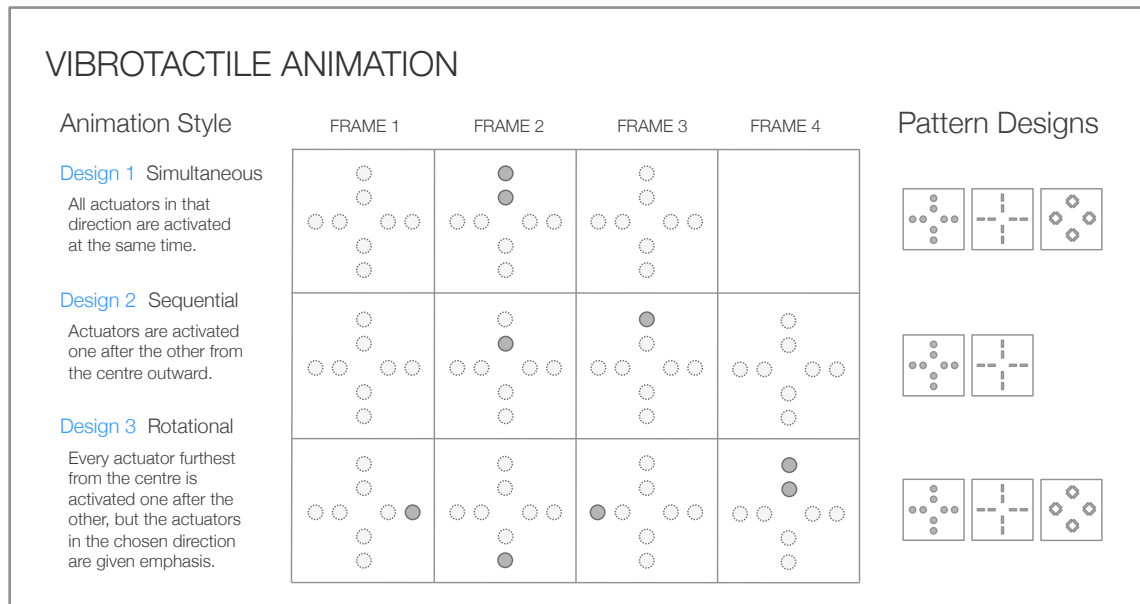 VIBROTACTILE ANIMATION
Animation Style
FRAME 1
FRAME 2
FRAME 3
FRAME 4
Pattern Designs
Design 1 Simultaneous
All actuators in that
direction are activated
at the same time.
Design 2 Sequential
Actuators are activated
one after the other from
the centre outward.
Design 3 Rotational
Every actuator furthest
from the centre is
activated one after the
other, but the actuators
in the chosen direction
are given emphasis.